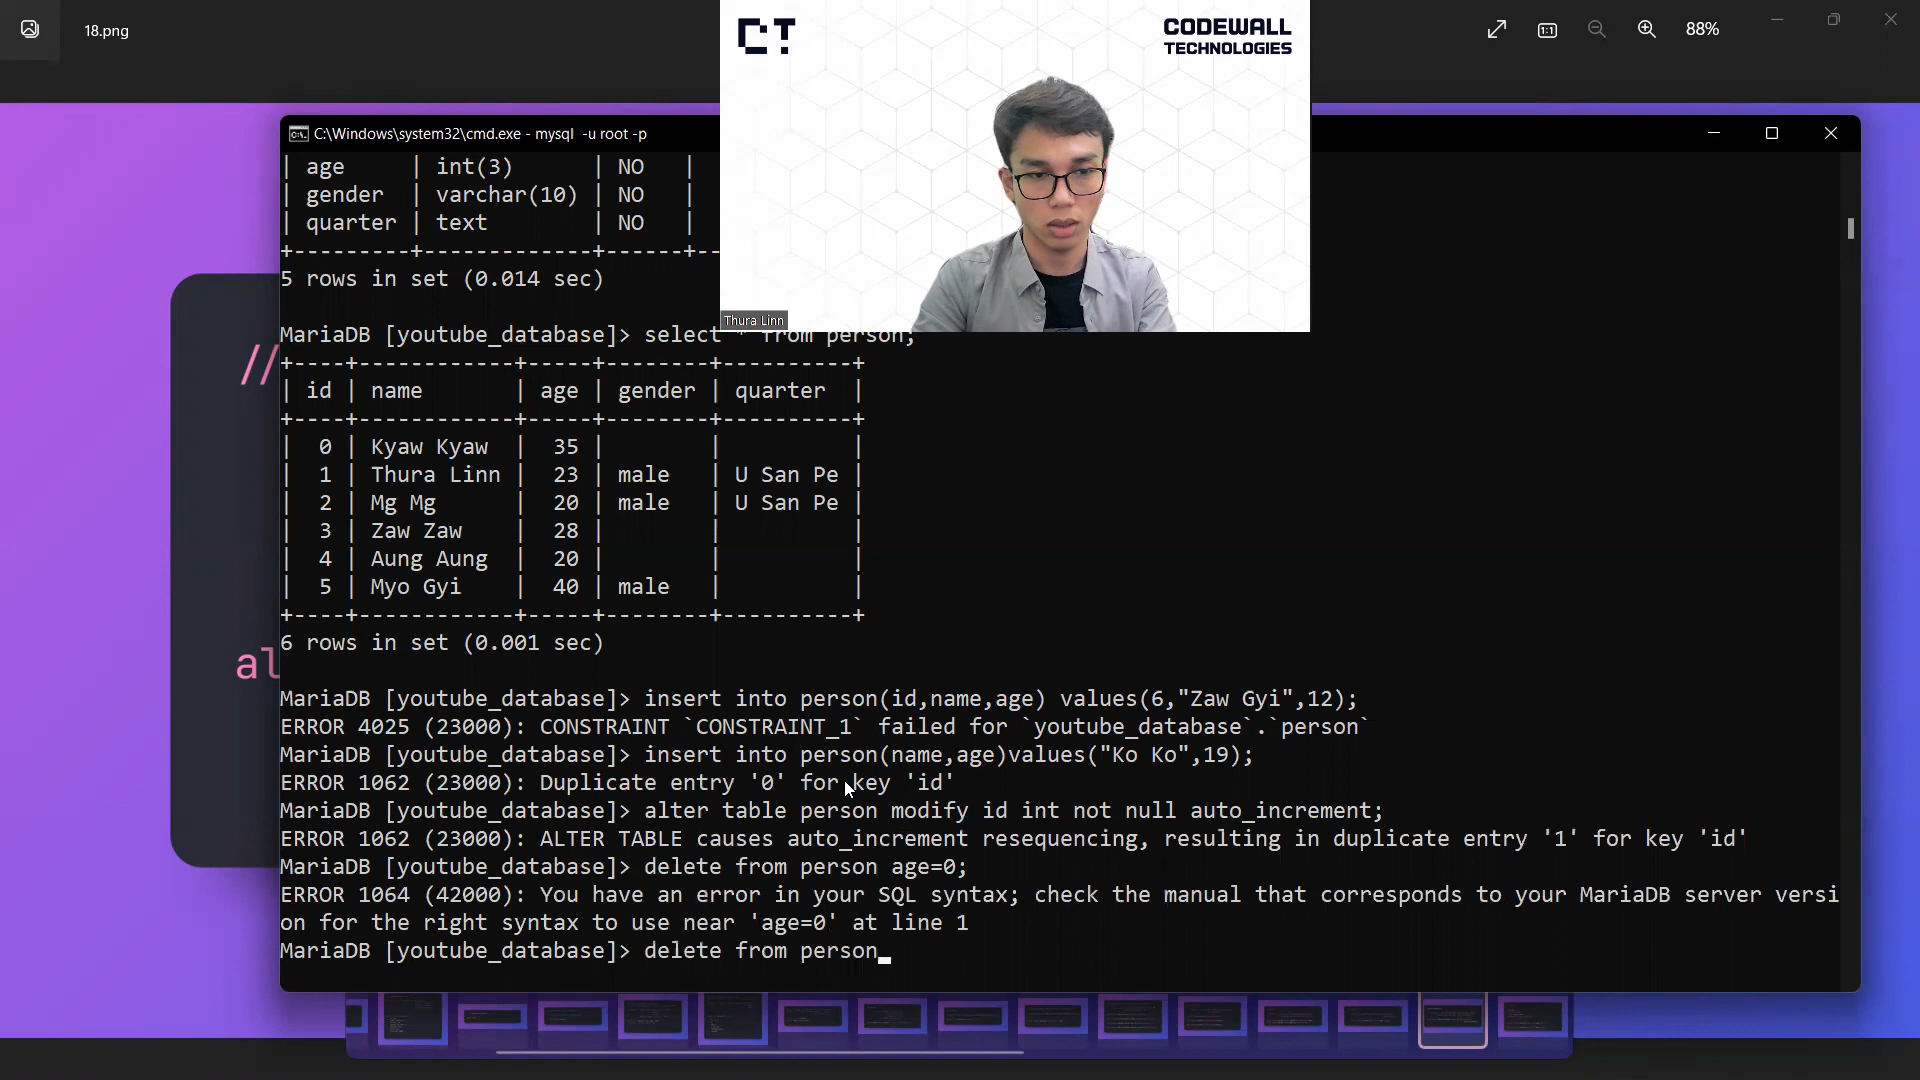 18.png
88%
CT
CODEWALL
TECHNOLOGIES
Thura Linn
C:\Windows\system32\cmd.exe - mysql  -u root -p
| age     | int(3)      | NO   |
| gender  | varchar(10) | NO   |
| quarter | text        | NO   |
+---------+-------------+------+--
5 rows in set (0.014 sec)
MariaDB [youtube_database]> select * from person;
+----+------------+-----+--------+----------+
| id | name       | age | gender | quarter  |
+----+------------+-----+--------+----------+
|  0 | Kyaw Kyaw  |  35 |        |          |
|  1 | Thura Linn |  23 | male   | U San Pe |
|  2 | Mg Mg      |  20 | male   | U San Pe |
|  3 | Zaw Zaw    |  28 |        |          |
|  4 | Aung Aung  |  20 |        |          |
|  5 | Myo Gyi    |  40 | male   |          |
+----+------------+-----+--------+----------+
6 rows in set (0.001 sec)
MariaDB [youtube_database]> insert into person(id,name,age) values(6,"Zaw Gyi",12);
ERROR 4025 (23000): CONSTRAINT `CONSTRAINT_1` failed for `youtube_database`.`person`
MariaDB [youtube_database]> insert into person(name,age)values("Ko Ko",19);
ERROR 1062 (23000): Duplicate entry '0' for key 'id'
MariaDB [youtube_database]> alter table person modify id int not null auto_increment;
ERROR 1062 (23000): ALTER TABLE causes auto_increment resequencing, resulting in duplicate entry '1' for key 'id'
MariaDB [youtube_database]> delete from person age=0;
ERROR 1064 (42000): You have an error in your SQL syntax; check the manual that corresponds to your MariaDB server versi
on for the right syntax to use near 'age=0' at line 1
MariaDB [youtube_database]> delete from person_
//
al